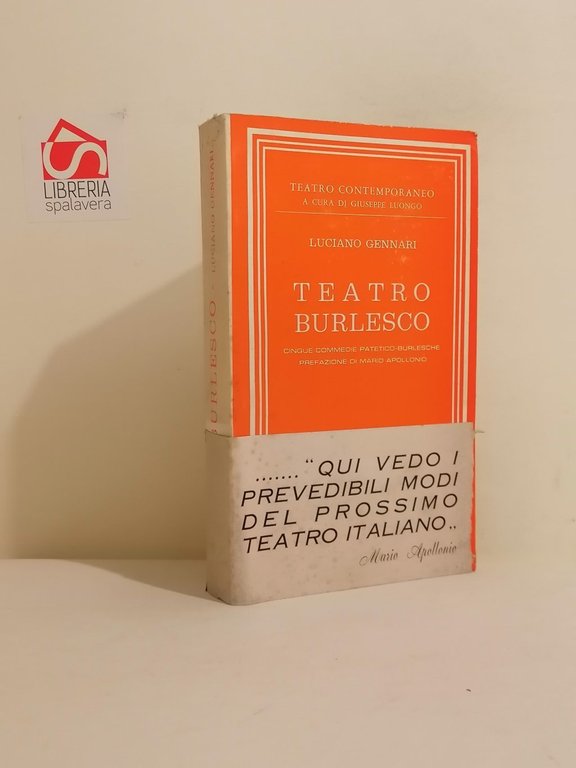 LIBRERIA
spalavera
BURLESCO - LUCIANO GENNARI
TEATRO CONTEMPORANEO
A CURA DI GIUSEPPE LUONGO
LUCIANO GENNARI
TEATRO
BURLESCO
CINQUE COMMEDIE PATETICO-BURLESCHE
PREFAZIONE DI MARIO APOLLONIO
......."QUI VEDO I
PREVEDIBILI MODI
DEL PROSSIMO
TEATRO ITALIANO„
Mario Apollonio